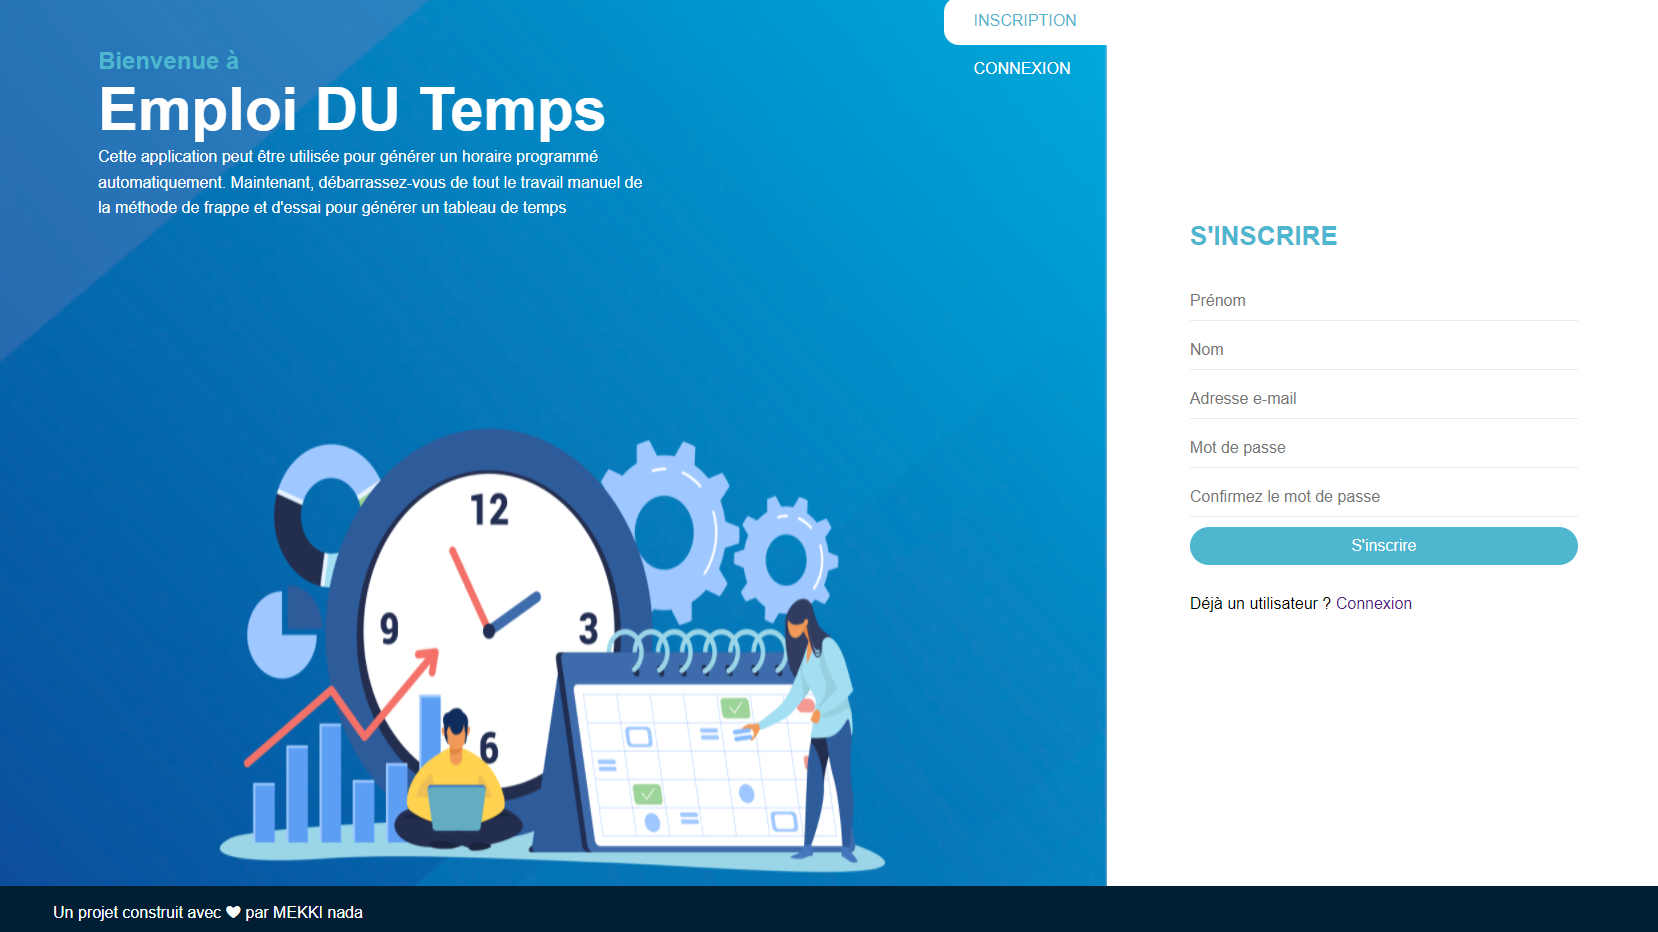 INSCRIPTION
CONNEXION
Bienvenue à
Emploi DU Temps
Cette application peut être utilisée pour générer un horaire programmé
automatiquement. Maintenant, débarrassez-vous de tout le travail manuel de
la méthode de frappe et d'essai pour générer un tableau de temps
12
9
3
6
S'INSCRIRE
Prénom
Nom
Adresse e-mail
Mot de passe
Confirmez le mot de passe
S'inscrire
Déjà un utilisateur ? Connexion
Un projet construit avec ❤ par MEKKI nada